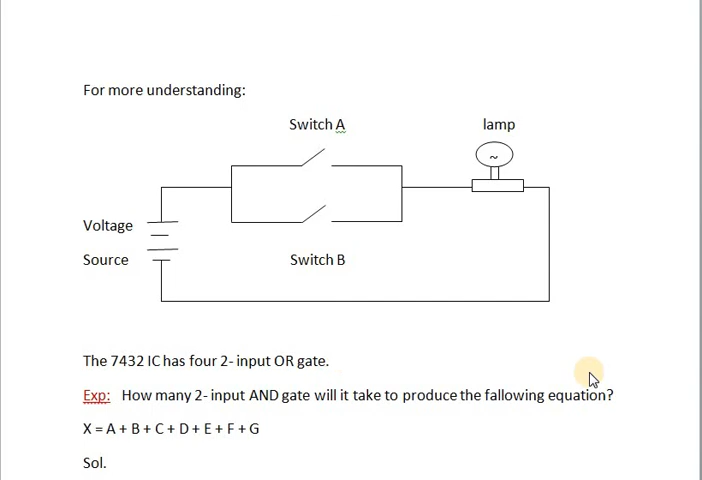 For more understanding:
Switch A
lamp
~
Voltage
Source
Switch B
The 7432 IC has four 2- input OR gate.
Exp: How many 2- input AND gate will it take to produce the fallowing equation?
X = A + B + C + D + E + F + G
Sol.